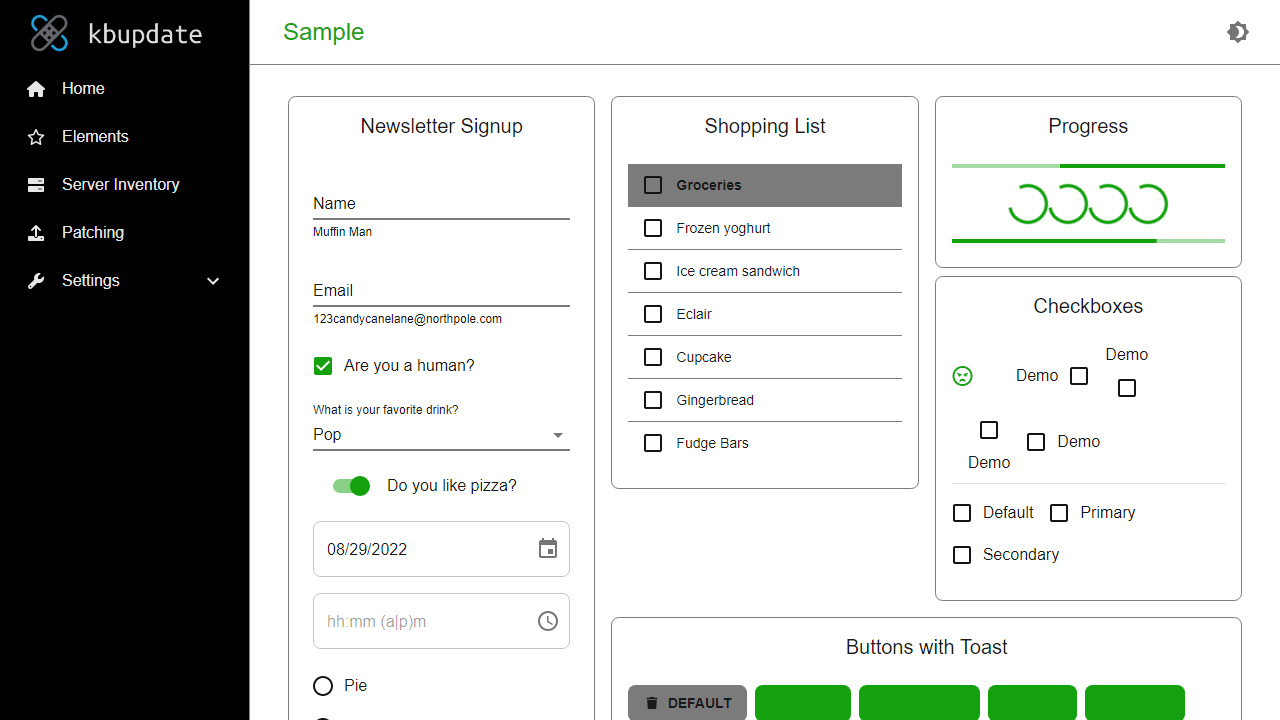 kbupdate
Home
Elements
Server Inventory
Patching
Settings
Sample
Newsletter Signup
Name
Muffin Man
Email
123candycanelane@northpole.com
Are you a human?
What is your favorite drink?
Pop
Do you like pizza?
08/29/2022
hh:mm (a|p)m
Pie
Shopping List
Groceries
Frozen yoghurt
Ice cream sandwich
Eclair
Cupcake
Gingerbread
Fudge Bars
Progress
Checkboxes
Demo
Demo
Demo
Demo
Default Primary
Secondary
Buttons with Toast
DEFAULT